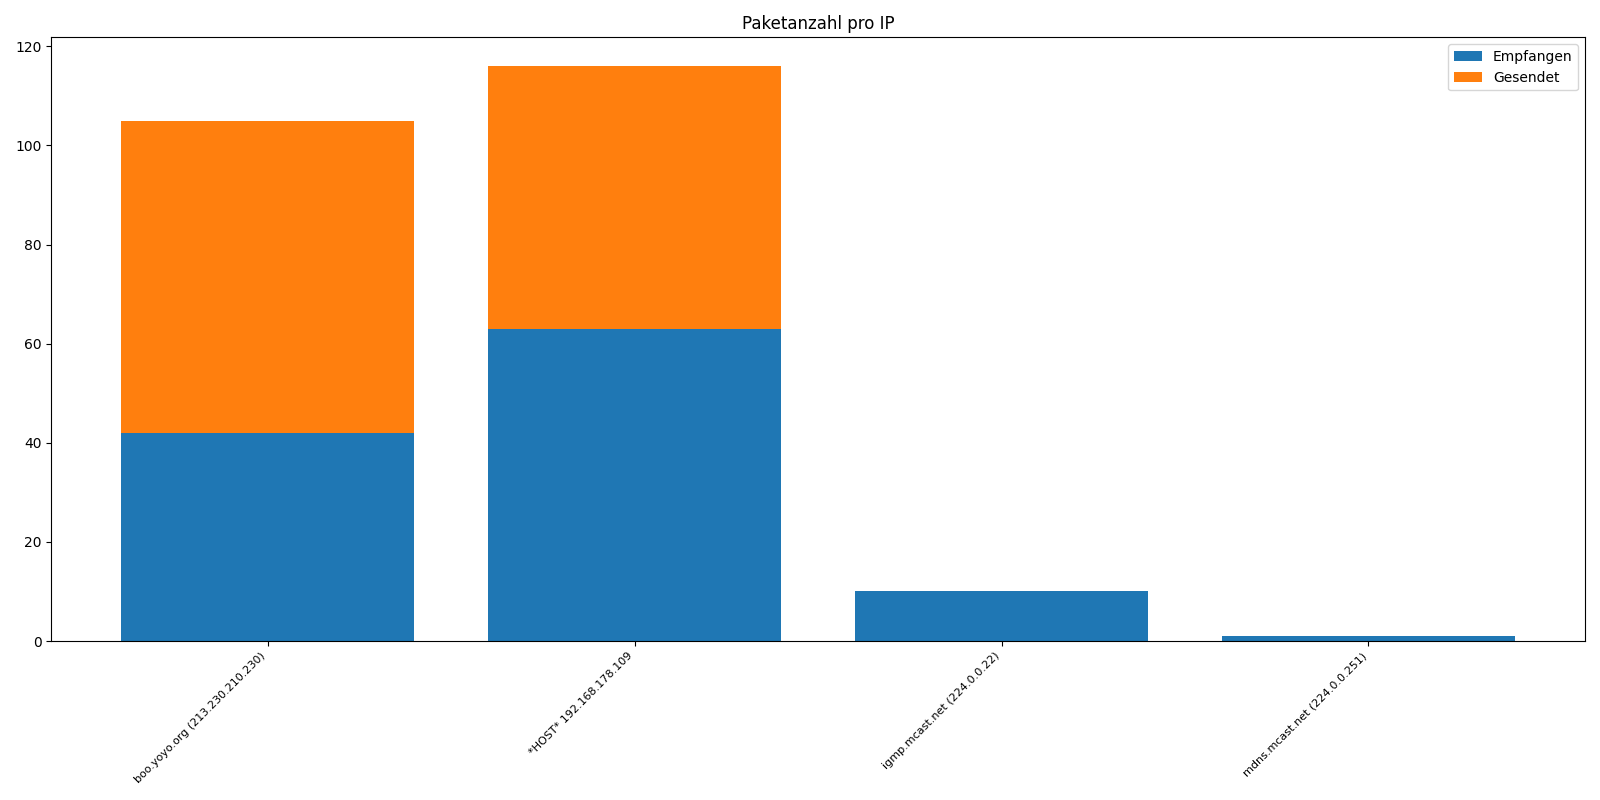 Paketanzahl pro IP
Empfangen
Gesendet
120
100
80
60
40
20
0
boo.yoyo.org (213.230.210.230)
*HOST* 192.168.178.109
igmp.mcast.net (224.0.0.22)
mdns.mcast.net (224.0.0.251)